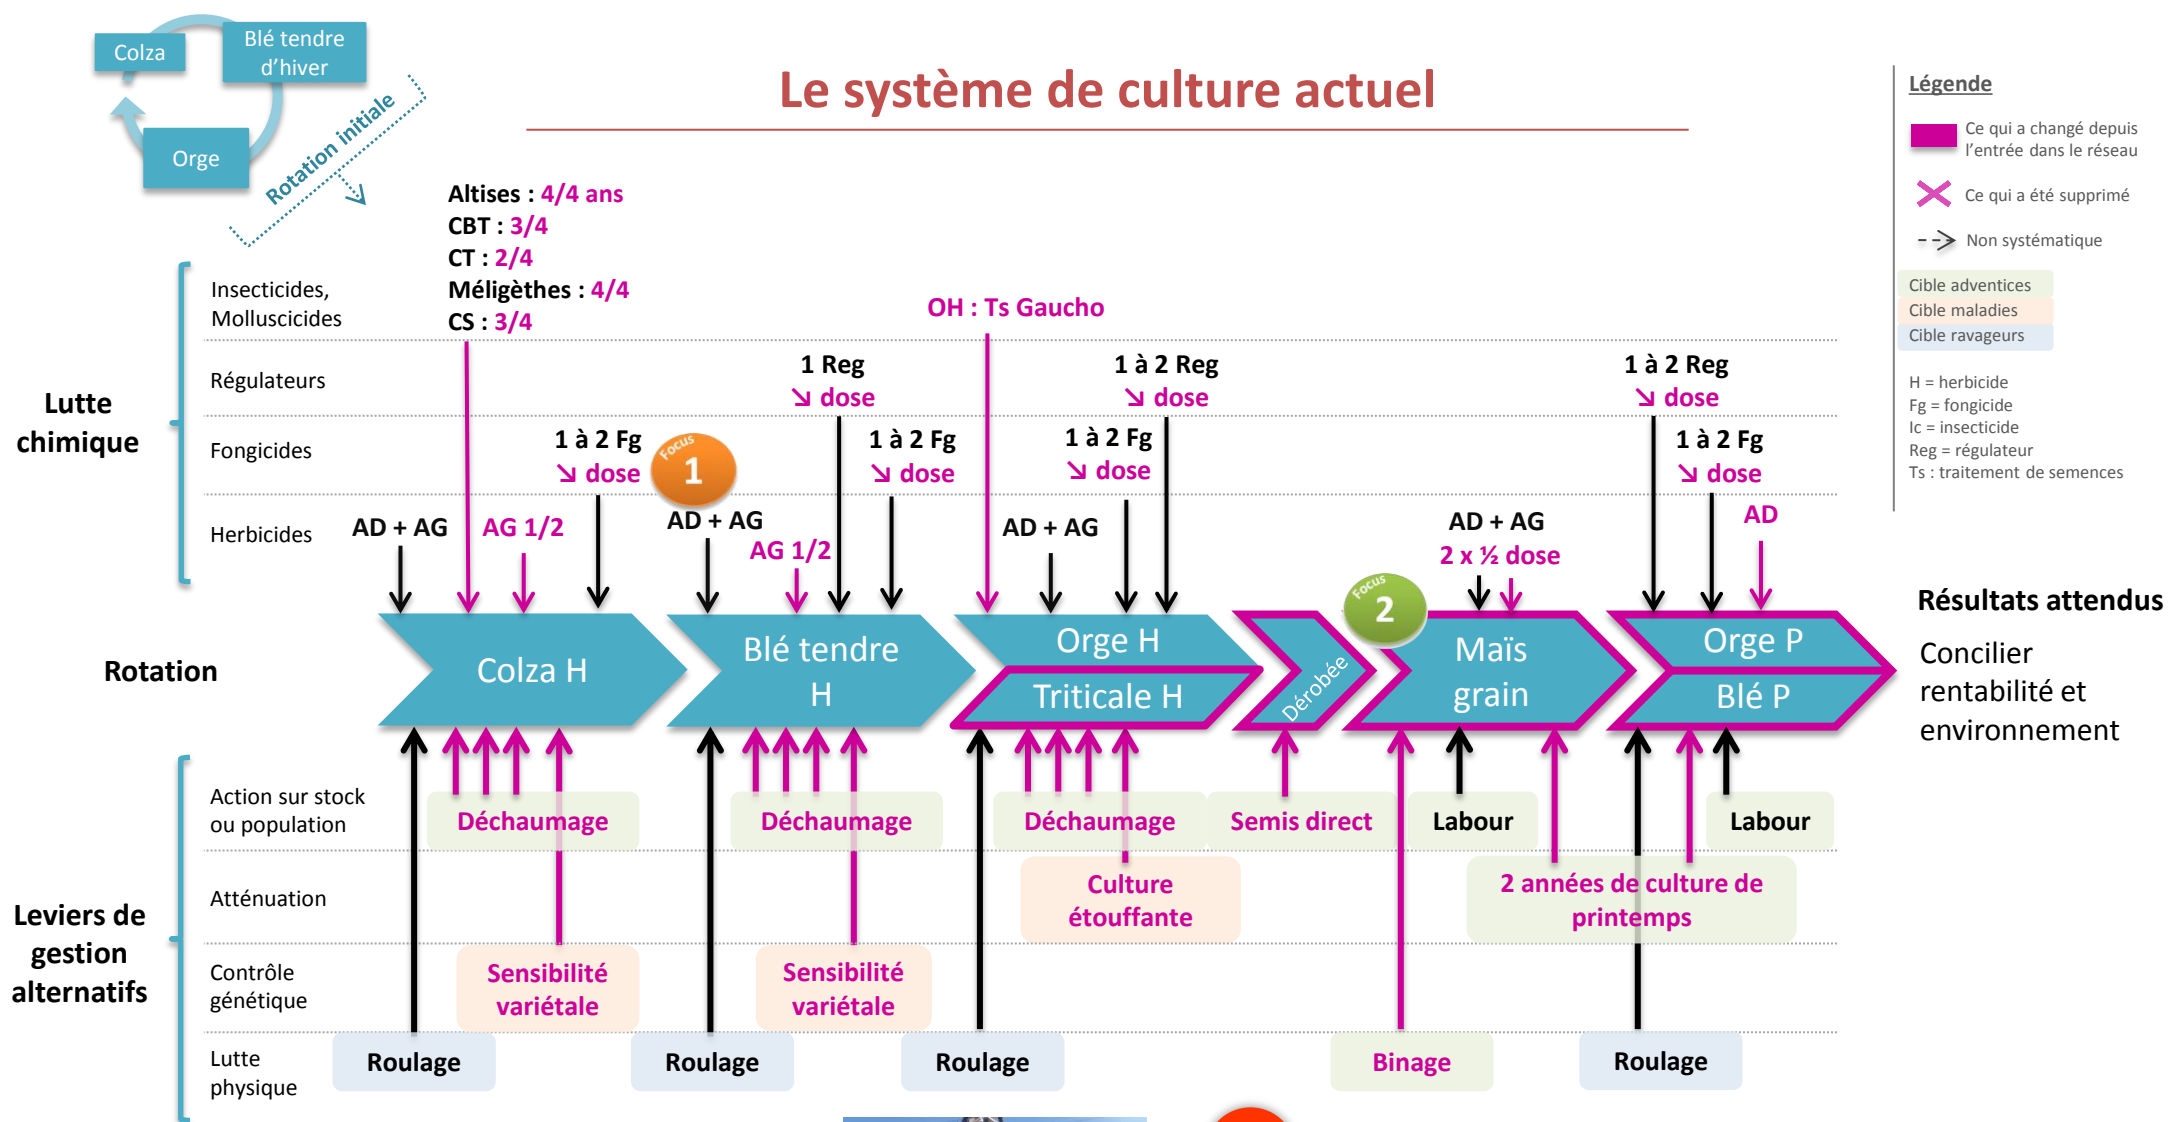 Colza
Blé tendre
d'hiver
Orge
Rotation initiale
Le système de culture actuel
Légende
Ce qui a changé depuis
l'entrée dans le réseau
Ce qui a été supprimé
Non systématique
Cible adventices
Cible maladies
Cible ravageurs
H = herbicide
Fg = fongicide
Ic = insecticide
Reg = régulateur
Ts : traitement de semences
Altises : 4/4 ans
CBT : 3/4
CT : 2/4
Méligèthes : 4/4
CS : 3/4
OH : Ts Gaucho
Lutte
chimique
Insecticides,
Molluscicides
Régulateurs
1 Reg
↘ dose
1 à 2 Reg
↘ dose
1 à 2 Reg
↘ dose
Fongicides
1 à 2 Fg
↘ dose
Focus
1
1 à 2 Fg
↘ dose
1 à 2 Fg
↘ dose
1 à 2 Fg
↘ dose
Herbicides
AD + AG
AG 1/2
AD + AG
AG 1/2
AD + AG
AD + AG
2 x ½ dose
AD
Rotation
Colza H
Blé tendre
H
Orge H
Triticale H
Dérobée
Focus
2
Maïs
grain
Orge P
Blé P
Résultats attendus
Concilier
rentabilité et
environnement
Leviers de
gestion
alternatifs
Action sur stock
ou population
Déchaumage
Déchaumage
Déchaumage
Semis direct
Labour
Labour
Atténuation
Culture
étouffante
2 années de culture de
printemps
Contrôle
génétique
Sensibilité
variétale
Sensibilité
variétale
Lutte
physique
Roulage
Roulage
Roulage
Binage
Roulage